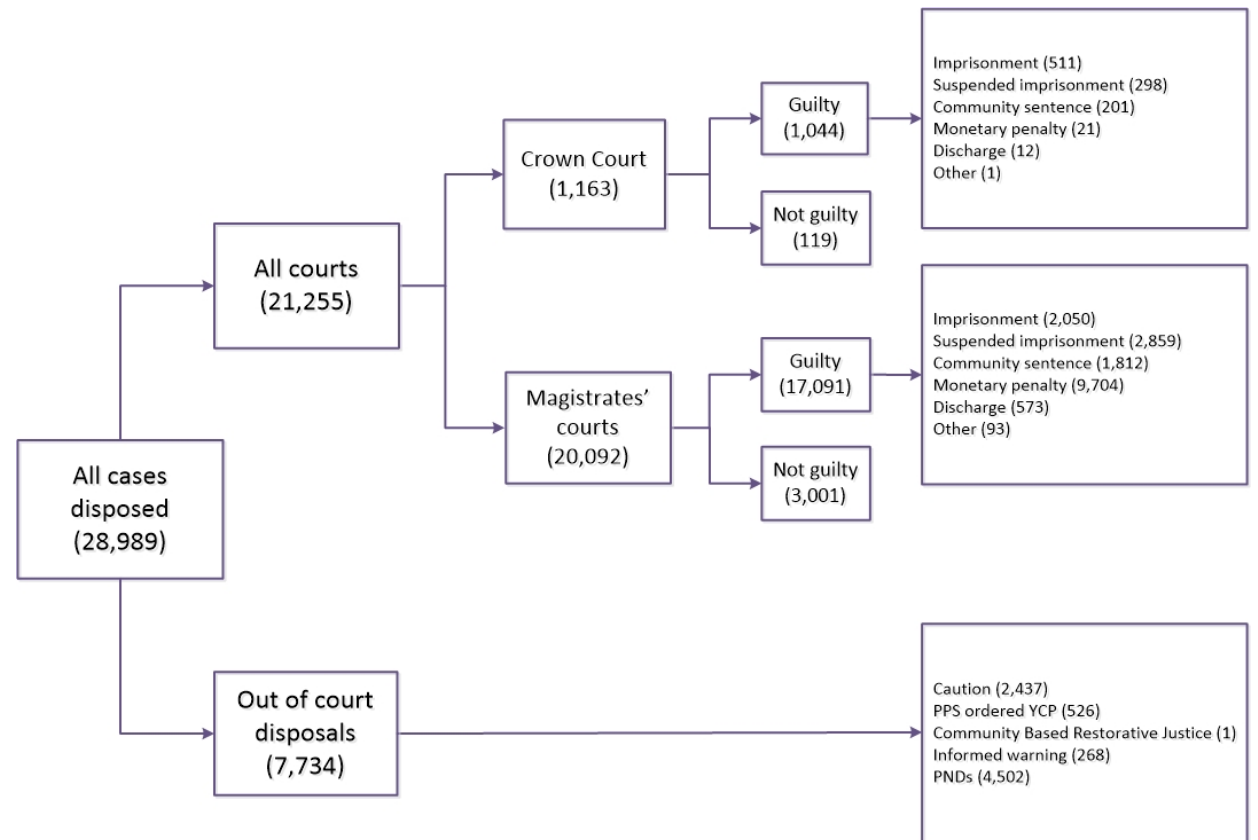 All cases
disposed
(28,989)
All courts
(21,255)
Crown Court
(1,163)
Guilty
(1,044)
Imprisonment (511)
Suspended imprisonment (298)
Community sentence (201)
Monetary penalty (21)
Discharge (12)
Other (1)
Not guilty
(119)
Magistrates’
courts
(20,092)
Guilty
(17,091)
Imprisonment (2,050)
Suspended imprisonment (2,859)
Community sentence (1,812)
Monetary penalty (9,704)
Discharge (573)
Other (93)
Not guilty
(3,001)
Out of court
disposals
(7,734)
Caution (2,437)
PPS ordered YCP (526)
Community Based Restorative Justice (1)
Informed warning (268)
PNDs (4,502)